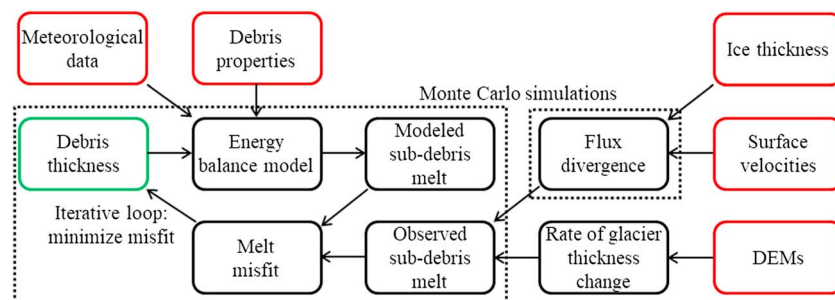 Meteorological
data
Debris
properties
Ice thickness
Monte Carlo simulations
Debris
thickness
Energy
balance model
Modeled
sub-debris
melt
Flux
divergence
Surface
velocities
Iterative loop:
minimize misfit
Melt
misfit
Observed
sub-debris
melt
Rate of glacier
thickness
change
DEMs